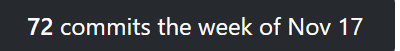 72 commits the week of Nov 17